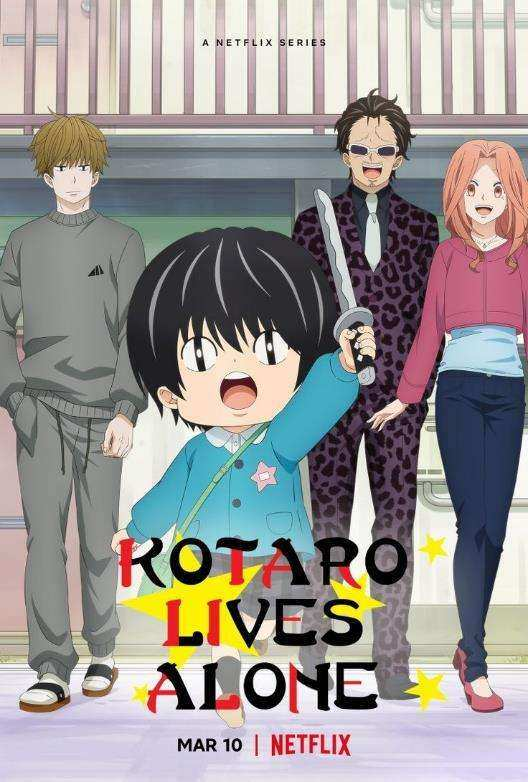 A NETFLIX SERIES
KOTARO
LIVES
ALONE
MAR 10 | NETFLIX